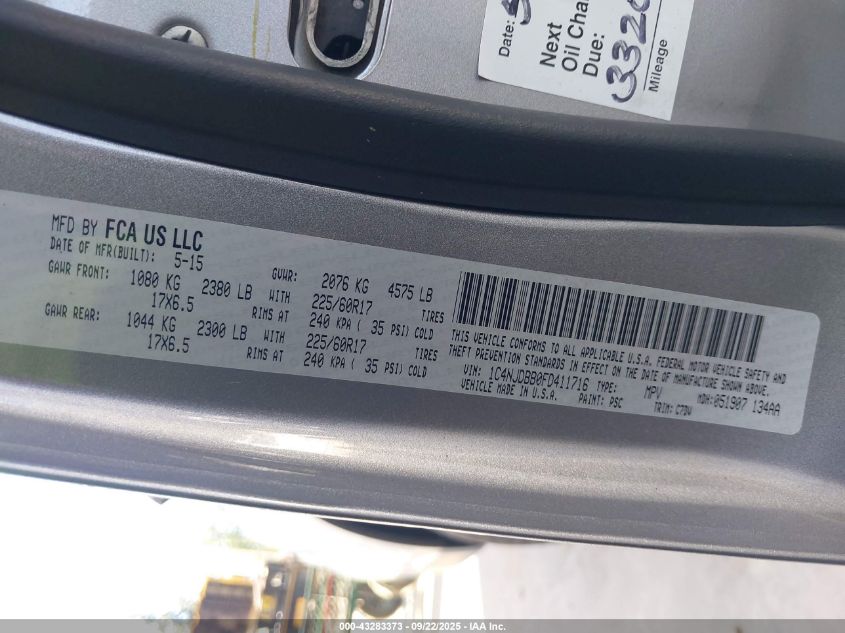 Date:
Next
Oil Cha
Due:
Mileage
MFD BY FCA US LLC
DATE OF MFR(BUILT): 5-15
GVWR: 2076 KG 4575 LB
GAWR FRONT: 1080 KG 2380 LB WITH 225/60R17 TIRES
17X6.5 RIMS AT 240 KPA ( 35 PSI) COLD
GAWR REAR: 1044 KG 2300 LB WITH 225/60R17 TIRES
17X6.5 RIMS AT 240 KPA ( 35 PSI) COLD
THIS VEHICLE CONFORMS TO ALL APPLICABLE U.S.A. FEDERAL MOTOR VEHICLE SAFETY AND
THEFT PREVENTION STANDARDS IN EFFECT ON THE DATE OF MANUFACTURE SHOWN ABOVE.
VIN: 1C4NJDBB0FD411716 TYPE: MPV MDH: 051907 134AA
VEHICLE MADE IN U.S.A. PAINT: PSC TRIM: C7DV
000-43283373 - 09/22/2025 - IAA Inc.